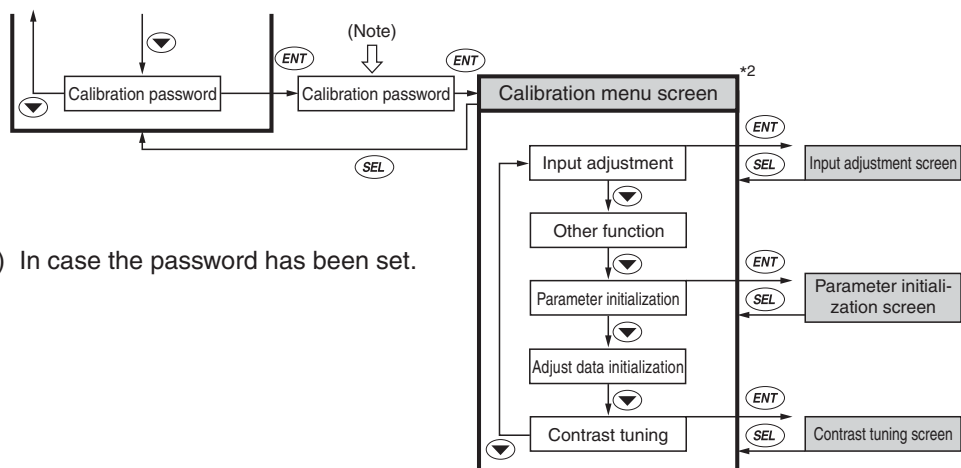 (Note)
ENT
ENT
Calibration password
Calibration password
*2
Calibration menu screen
SEL
ENT
Input adjustment
SEL
Input adjustment screen
Other function
) In case the password has been set.
ENT
Parameter initialization
SEL
Parameter initiali-
zation screen
Adjust data initialization
ENT
Contrast tuning
SEL
Contrast tuning screen